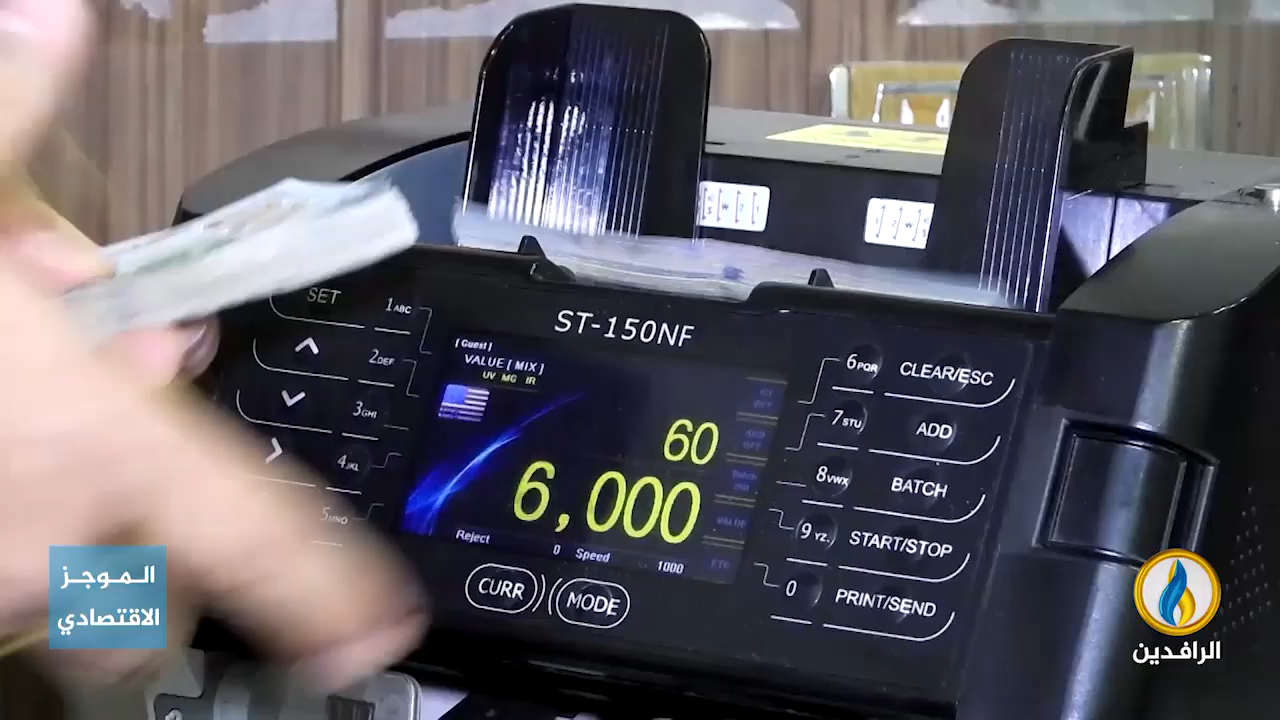 SET
1ABC
2DEF
3GHI
4JKL
5MNO
ST-150NF
[ Guest ]
VALUE [ MIX ]
UV MG IR
60
6,000
VALUE
Reject 0 Speed 1000
CURR
MODE
6PQR CLEAR/ESC
7STU ADD
8VWX BATCH
9YZ. START/STOP
0 PRINT/SEND
الموجز
الاقتصادي
الرافدين